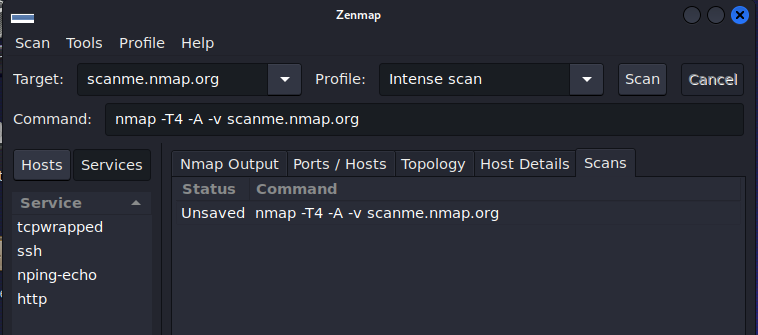 Zenmap
Scan Tools Profile Help
Target: scanme.nmap.org Profile: Intense scan Scan Cancel
Command: nmap -T4 -A -v scanme.nmap.org
Hosts Services
Nmap Output Ports / Hosts Topology Host Details Scans
Service
tcpwrapped
ssh
nping-echo
http
Status Command
Unsaved nmap -T4 -A -v scanme.nmap.org